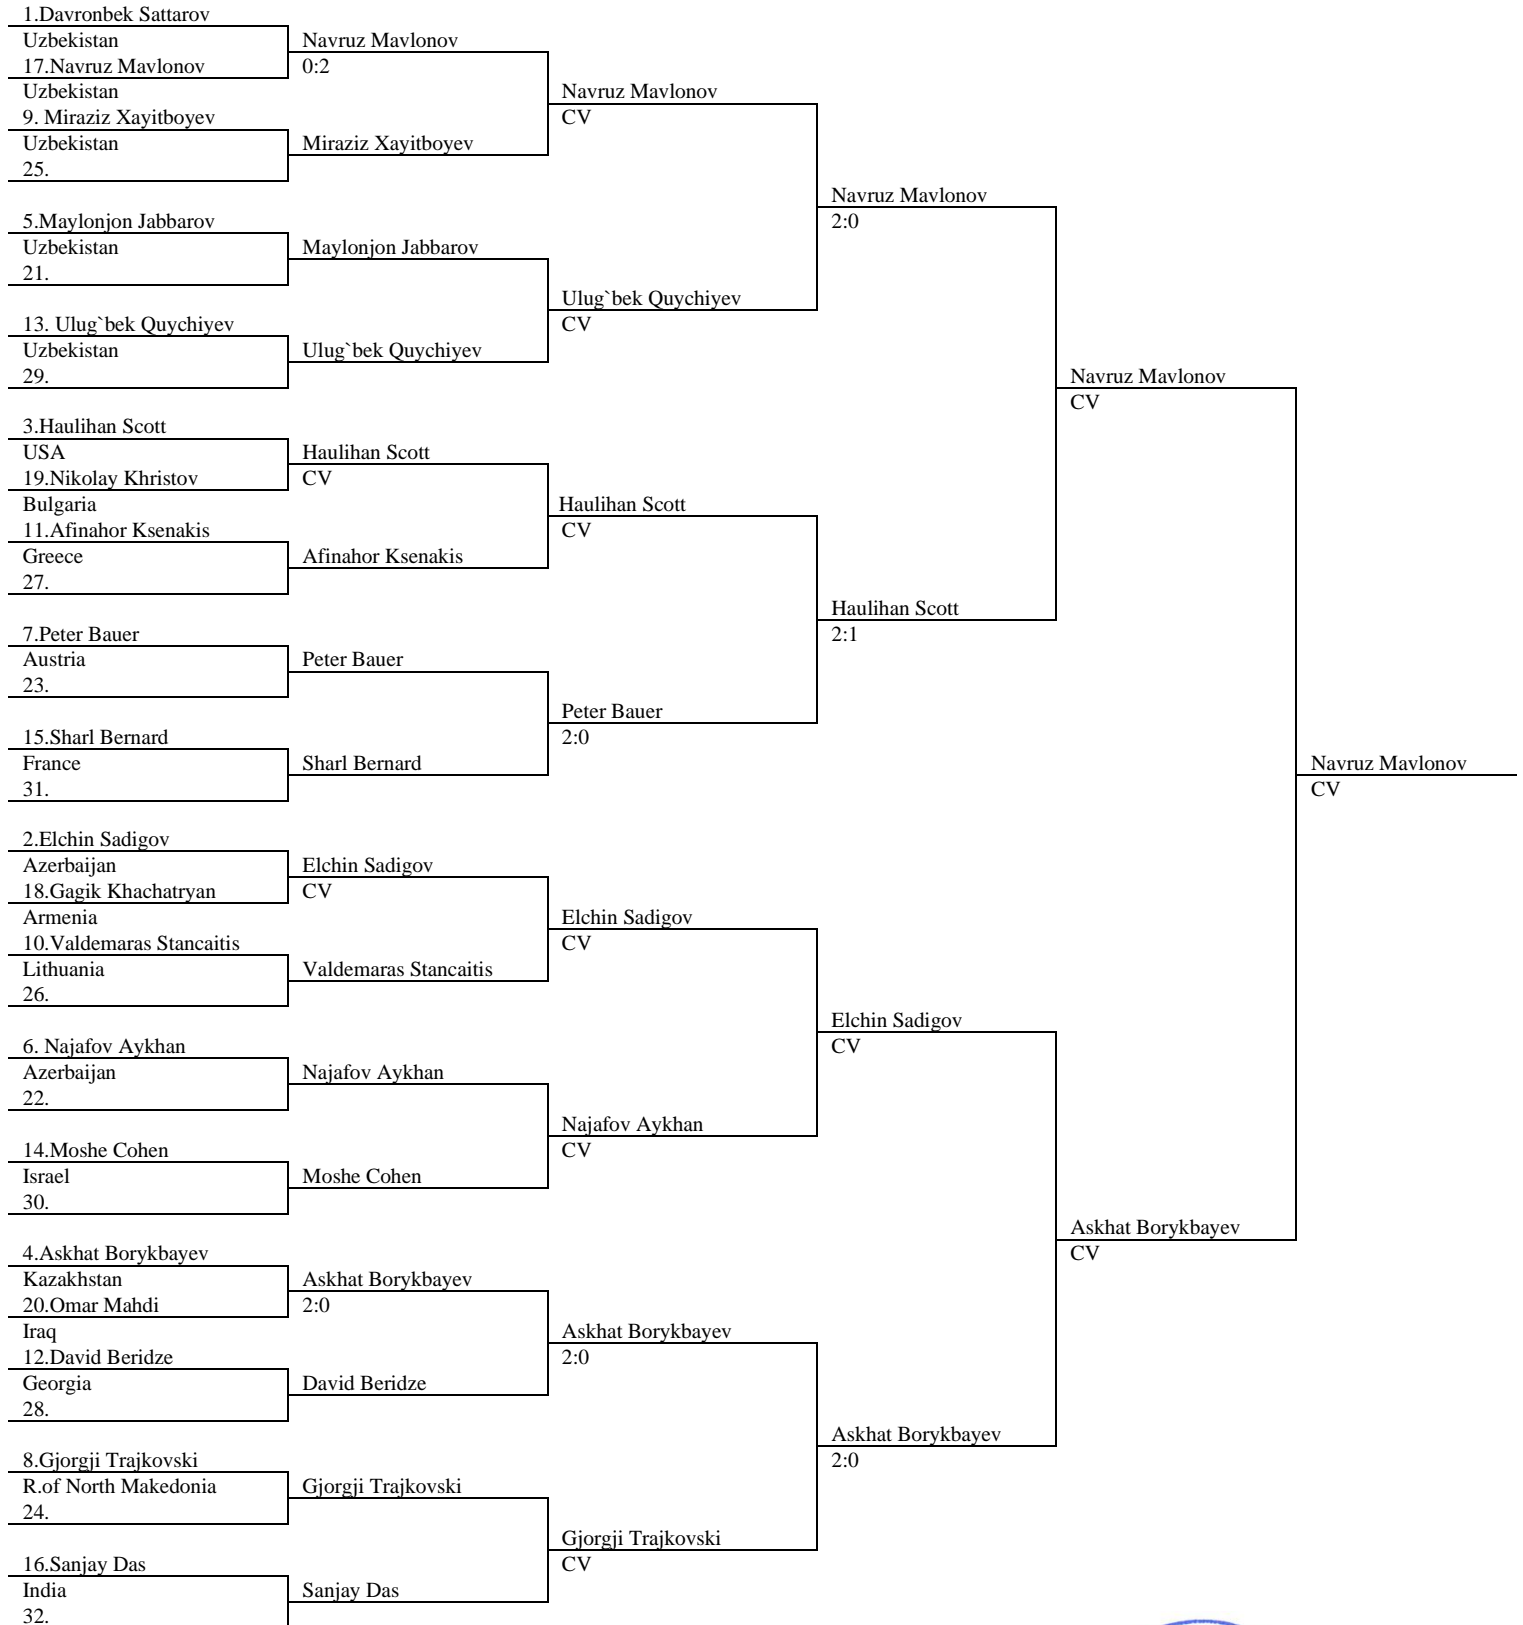 1.Davronbek Sattarov
Uzbekistan
17.Navruz Mavlonov
Uzbekistan
9. Miraziz Xayitboyev
Uzbekistan
25.
5.Maylonjon Jabbarov
Uzbekistan
21.
13. Ulug`bek Quychiyev
Uzbekistan
29.
3.Haulihan Scott
USA
19.Nikolay Khristov
Bulgaria
11.Afinahor Ksenakis
Greece
27.
7.Peter Bauer
Austria
23.
15.Sharl Bernard
France
31.
2.Elchin Sadigov
Azerbaijan
18.Gagik Khachatryan
Armenia
10.Valdemaras Stancaitis
Lithuania
26.
6. Najafov Aykhan
Azerbaijan
22.
14.Moshe Cohen
Israel
30.
4.Askhat Borykbayev
Kazakhstan
20.Omar Mahdi
Iraq
12.David Beridze
Georgia
28.
8.Gjorgji Trajkovski
R.of North Makedonia
24.
16.Sanjay Das
India
32.
Navruz Mavlonov
0:2
Miraziz Xayitboyev
Maylonjon Jabbarov
Ulug`bek Quychiyev
Haulihan Scott
CV
Afinahor Ksenakis
Peter Bauer
Sharl Bernard
Elchin Sadigov
CV
Valdemaras Stancaitis
Najafov Aykhan
Moshe Cohen
Askhat Borykbayev
2:0
David Beridze
Gjorgji Trajkovski
Sanjay Das
Navruz Mavlonov
CV
Ulug`bek Quychiyev
CV
Haulihan Scott
CV
Peter Bauer
2:0
Elchin Sadigov
CV
Najafov Aykhan
CV
Askhat Borykbayev
2:0
Gjorgji Trajkovski
CV
Navruz Mavlonov
2:0
Haulihan Scott
2:1
Elchin Sadigov
CV
Askhat Borykbayev
2:0
Navruz Mavlonov
CV
Askhat Borykbayev
CV
Navruz Mavlonov
CV